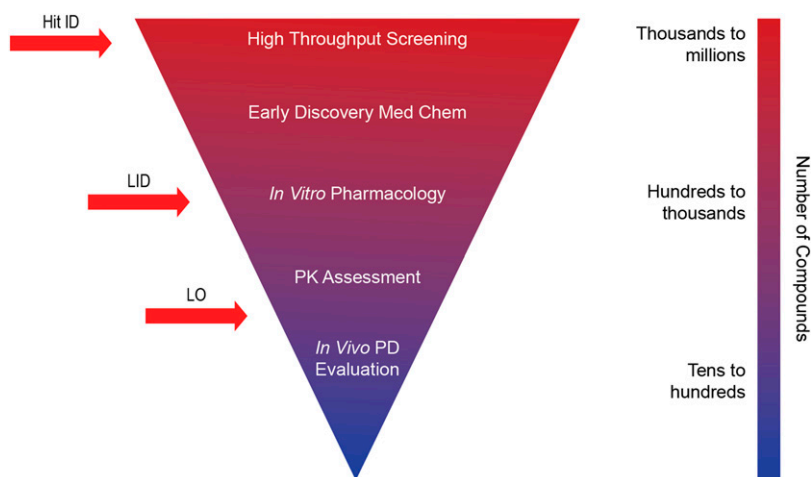 Hit ID
High Throughput Screening
Thousands to
millions
Early Discovery Med Chem
LID
In Vitro Pharmacology
Hundreds to
thousands
Number of Compounds
PK Assessment
LO
In Vivo PD
Evaluation
Tens to
hundreds